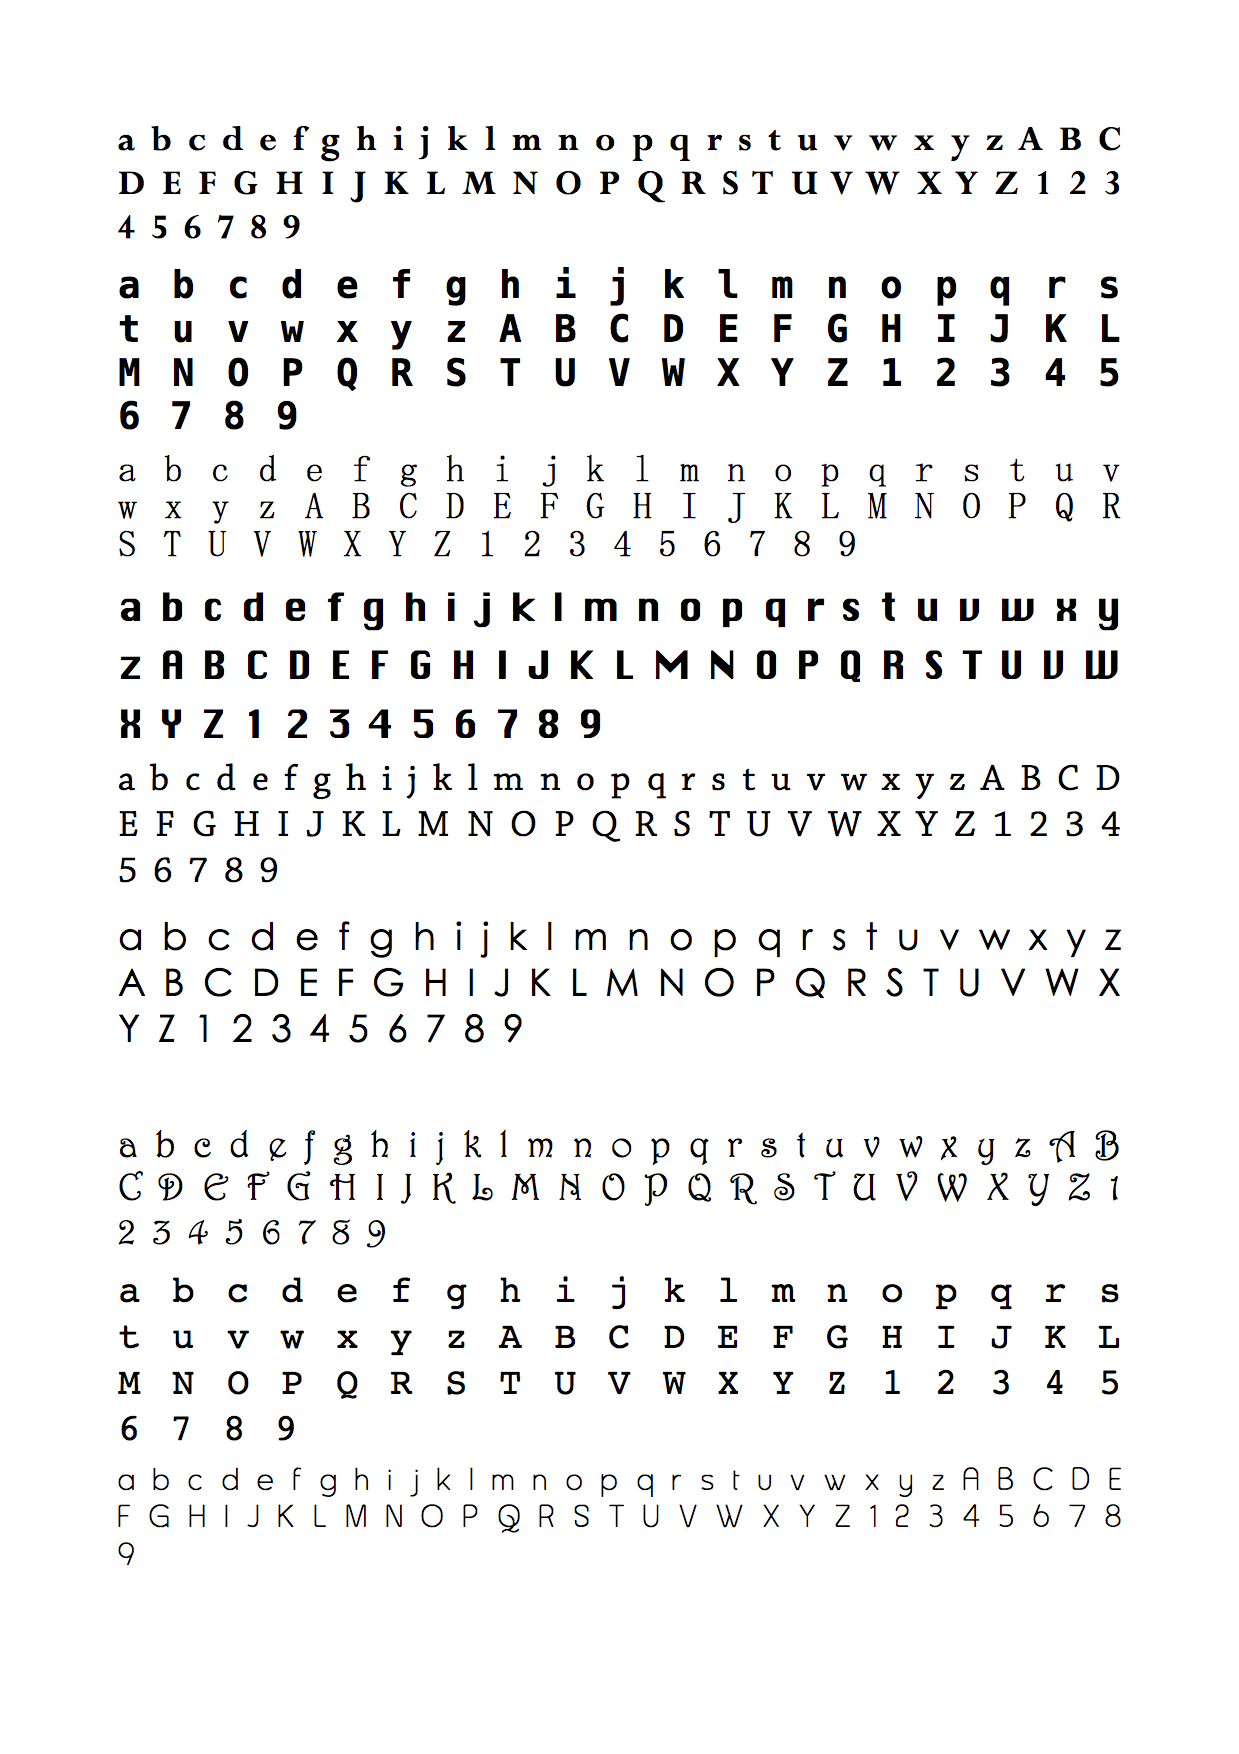 a b c d e f g h i j k l m n o p q r s t u v w x y z A B C
D E F G H I J K L M N O P Q R S T U V W X Y Z 1 2 3
4 5 6 7 8 9
a b c d e f g h i j k l m n o p q r s
t u v w x y z A B C D E F G H I J K L
M N O P Q R S T U V W X Y Z 1 2 3 4 5
6 7 8 9
a b c d e f g h i j k l m n o p q r s t u v
w x y z A B C D E F G H I J K L M N O P Q R
S T U V W X Y Z 1 2 3 4 5 6 7 8 9
a b c d e f g h i j k l m n o p q r s t u v w x y
z A B C D E F G H I J K L M N O P Q R S T U V W
X Y Z 1 2 3 4 5 6 7 8 9
a b c d e f g h i j k l m n o p q r s t u v w x y z A B C D
E F G H I J K L M N O P Q R S T U V W X Y Z 1 2 3 4
5 6 7 8 9
a b c d e f g h i j k l m n o p q r s t u v w x y z
A B C D E F G H I J K L M N O P Q R S T U V W X
Y Z 1 2 3 4 5 6 7 8 9
a b c d e f g h i j k l m n o p q r s t u v w x y z A B
C D E F G H I J K L M N O P Q R S T U V W X Y Z 1
2 3 4 5 6 7 8 9
a b c d e f g h i j k l m n o p q r s
t u v w x y z A B C D E F G H I J K L
M N O P Q R S T U V W X Y Z 1 2 3 4 5
6 7 8 9
a b c d e f g h i j k l m n o p q r s t u v w x y z A B C D E
F G H I J K L M N O P Q R S T U V W X Y Z 1 2 3 4 5 6 7 8
9